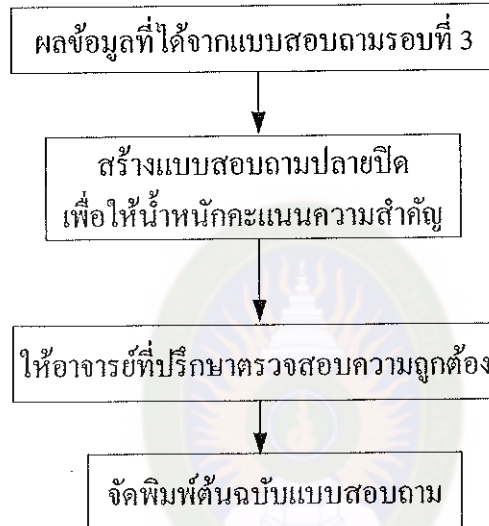 ผลข้อมูลที่ได้จากแบบสอบถามรอบที่ 3
สร้างแบบสอบถามปลายปิด
เพื่อให้น้ำหนักคะแนนความสำคัญ
ให้อาจารย์ที่ปรึกษาตรวจสอบความถูกต้อง
จัดพิมพ์ต้นฉบับแบบสอบถาม